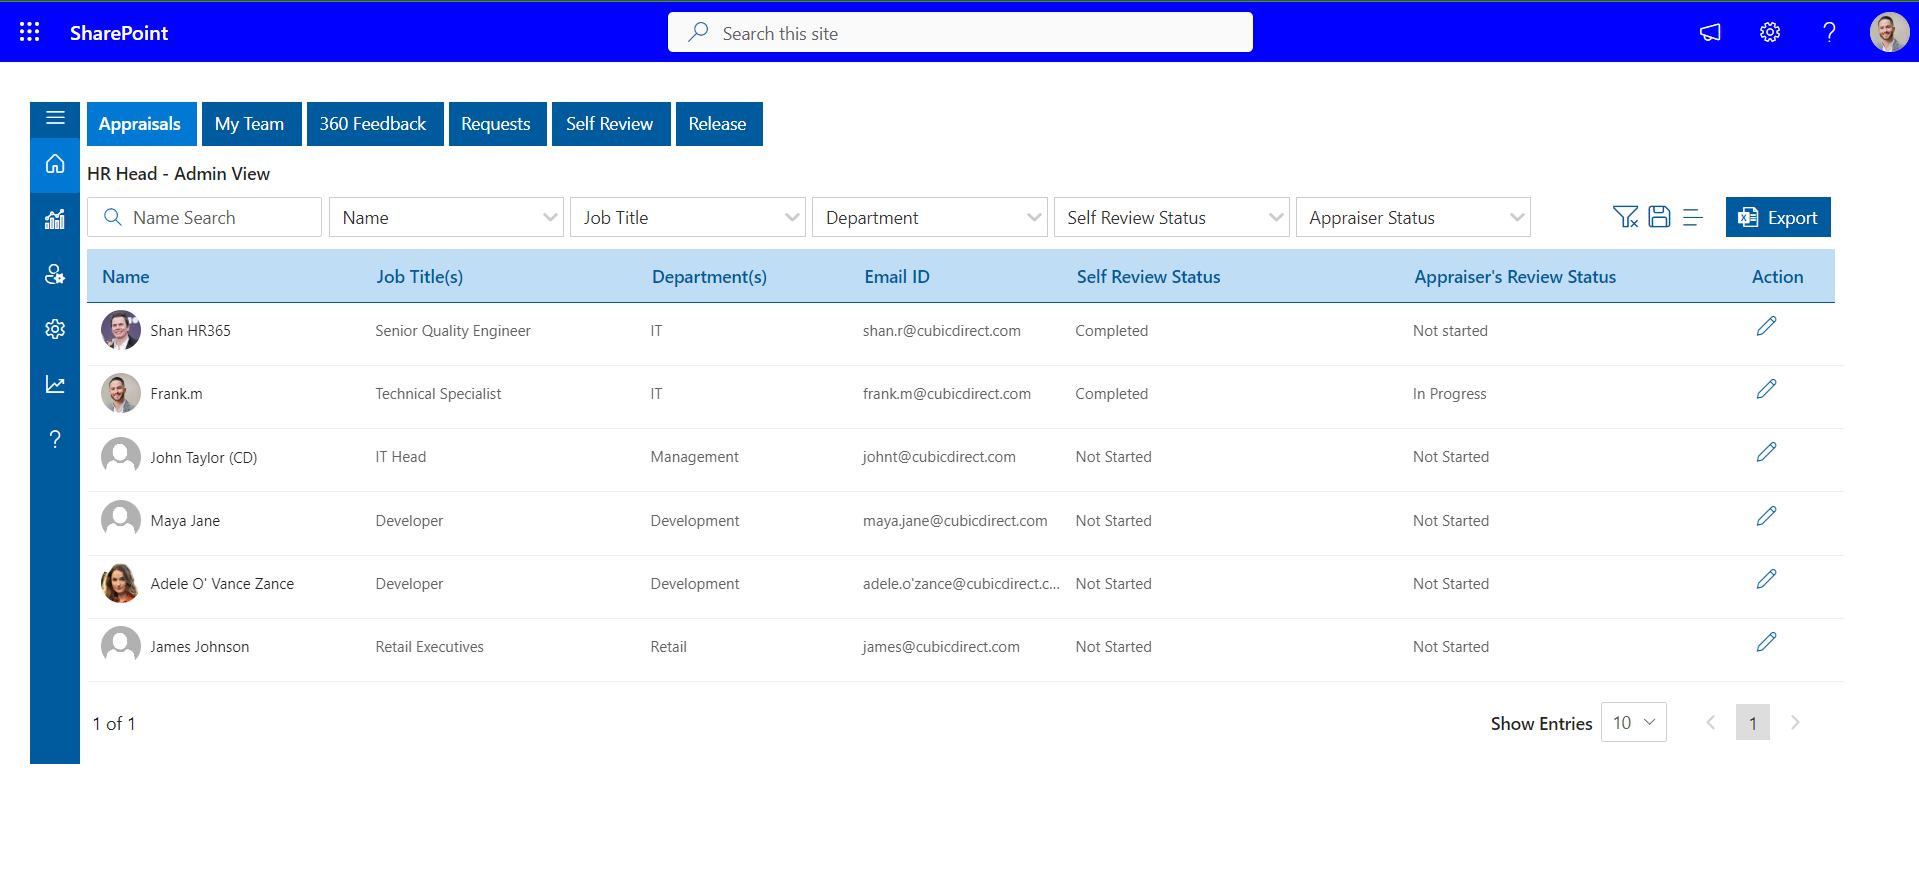 SharePoint
Search this site
Appraisals
My Team
360 Feedback
Requests
Self Review
Release
HR Head - Admin View
Name Search
Name
Job Title
Department
Self Review Status
Appraiser Status
Export
Name Job Title(s) Department(s) Email ID Self Review Status Appraiser's Review Status Action
Shan HR365 Senior Quality Engineer IT shan.r@cubicdirect.com Completed Not started
Frank.m Technical Specialist IT frank.m@cubicdirect.com Completed In Progress
John Taylor (CD) IT Head Management johnt@cubicdirect.com Not Started Not Started
Maya Jane Developer Development maya.jane@cubicdirect.com Not Started Not Started
Adele O' Vance Zance Developer Development adele.o'zance@cubicdirect.c... Not Started Not Started
James Johnson Retail Executives Retail james@cubicdirect.com Not Started Not Started
1 of 1
Show Entries 10
1